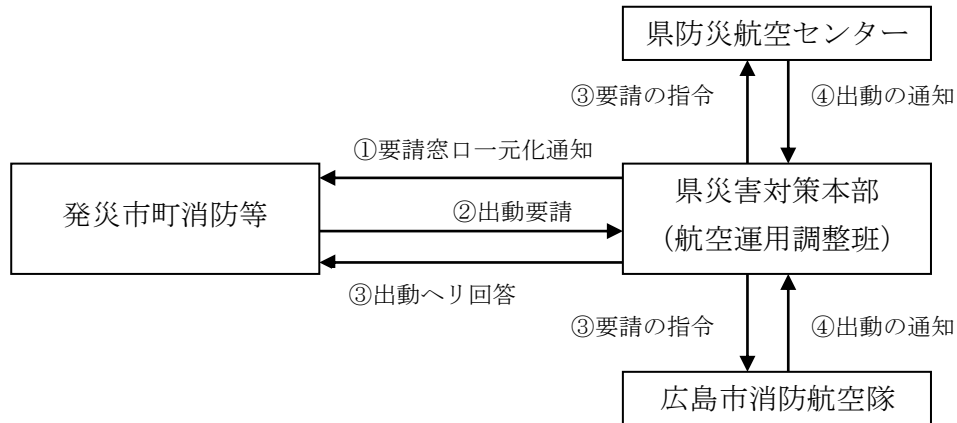 県防災航空センター
③要請の指令
④出動の通知
①要請窓口一元化通知
発災市町消防等
②出動要請
県災害対策本部
（航空運用調整班）
③出動ヘリ回答
③要請の指令
④出動の通知
広島市消防航空隊